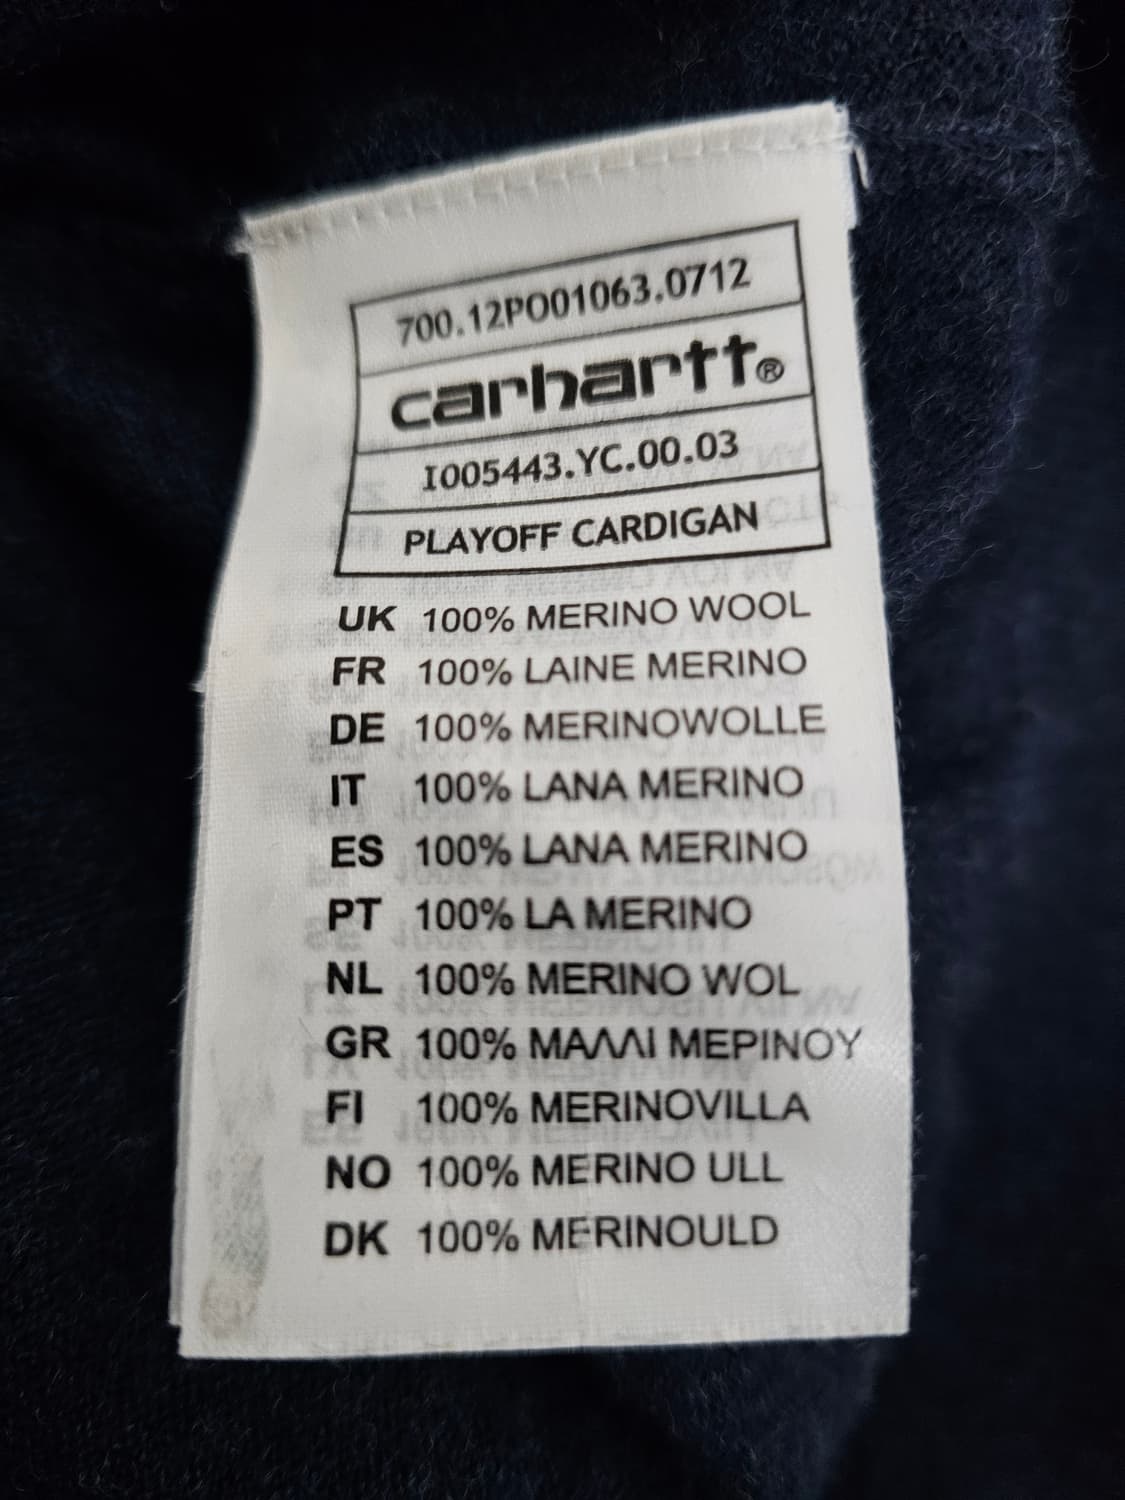 700.12PO01063.0712
carhartt®
I005443.YC.00.03
PLAYOFF CARDIGAN
UK 100% MERINO WOOL
FR 100% LAINE MERINO
DE 100% MERINOWOLLE
IT 100% LANA MERINO
ES 100% LANA MERINO
PT 100% LA MERINO
NL 100% MERINO WOL
GR 100% ΜΑΛΛΙ ΜΕΡΙΝΟΥ
FI 100% MERINOVILLA
NO 100% MERINO ULL
DK 100% MERINOULD